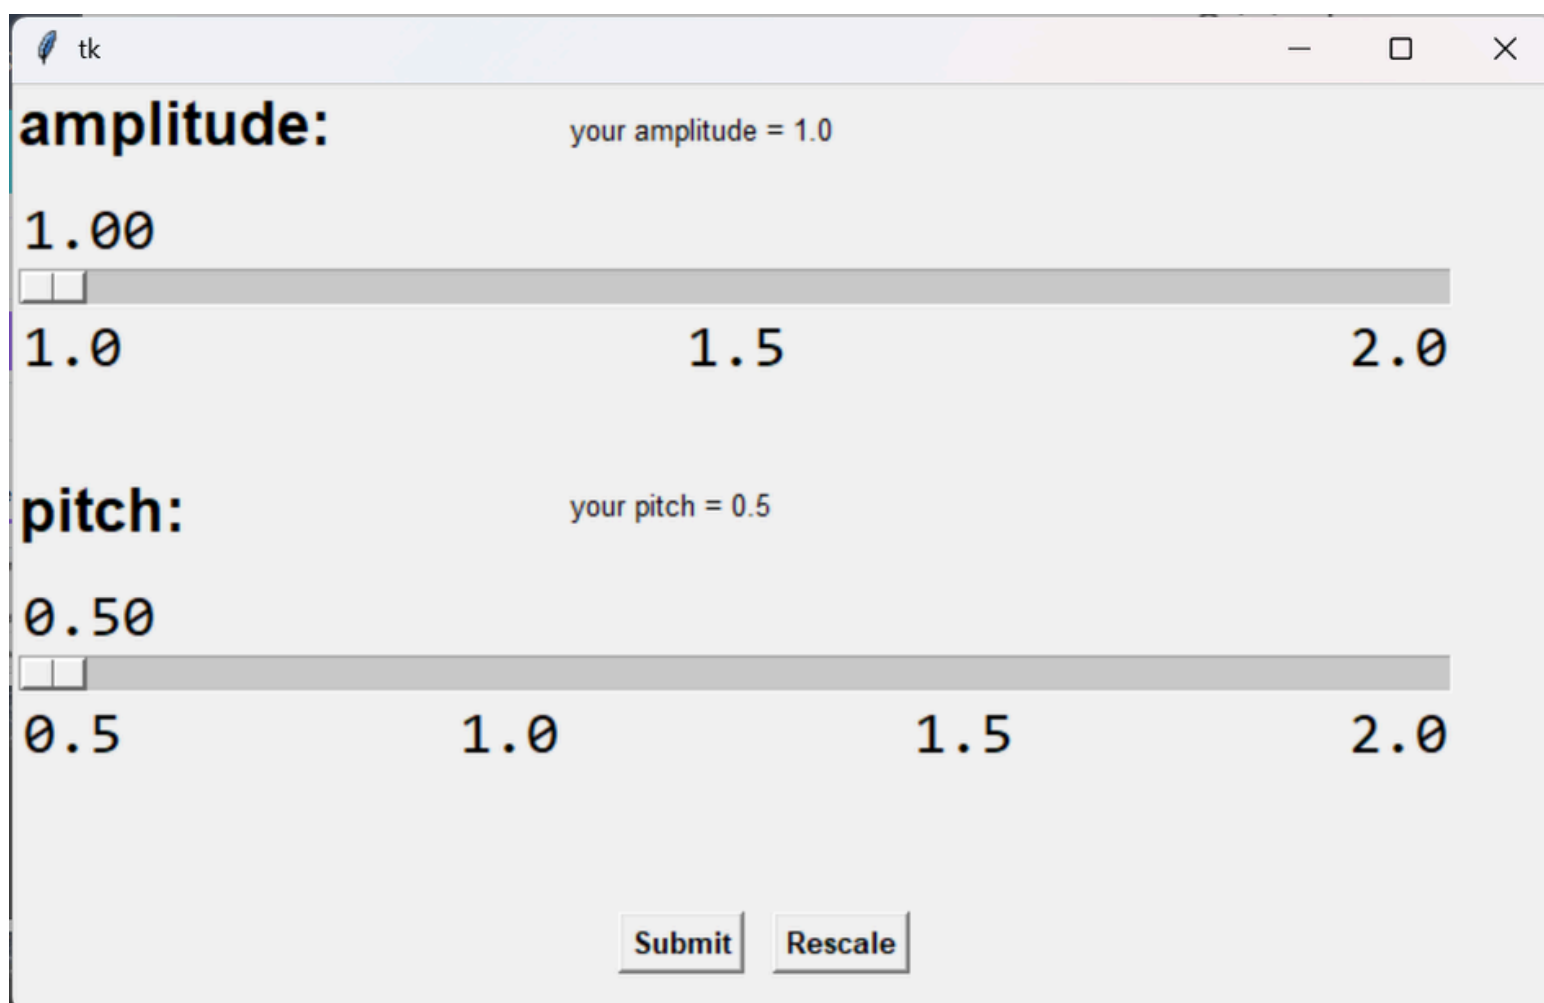 tk
amplitude: your amplitude = 1.0
1.00
1.0 1.5 2.0
pitch: your pitch = 0.5
0.50
0.5 1.0 1.5 2.0
Submit Rescale